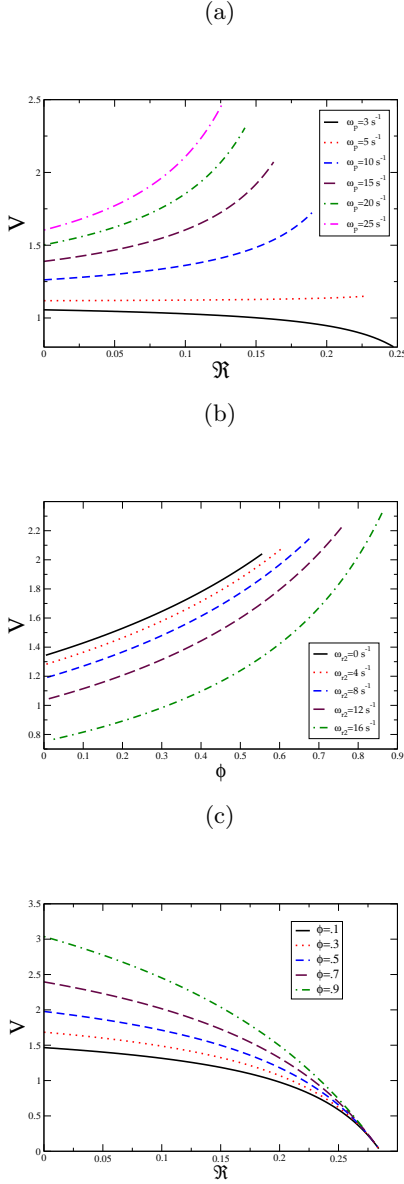 (a)
2.5
2
1.5
1
V
0
0.05
0.1
0.15
0.2
0.25
ℜ
ω_p=3 s^-1
ω_p=5 s^-1
ω_p=10 s^-1
ω_p=15 s^-1
ω_p=20 s^-1
ω_p=25 s^-1
(b)
2.2
2
1.8
1.6
1.4
1.2
1
0.8
V
0
0.1
0.2
0.3
0.4
0.5
0.6
0.7
0.8
0.9
ϕ
ω_r2=0 s^-1
ω_r2=4 s^-1
ω_r2=8 s^-1
ω_r2=12 s^-1
ω_r2=16 s^-1
(c)
3.5
3
2.5
2
1.5
1
0.5
0
V
0
0.05
0.1
0.15
0.2
0.25
ℜ
ϕ=.1
ϕ=.3
ϕ=.5
ϕ=.7
ϕ=.9